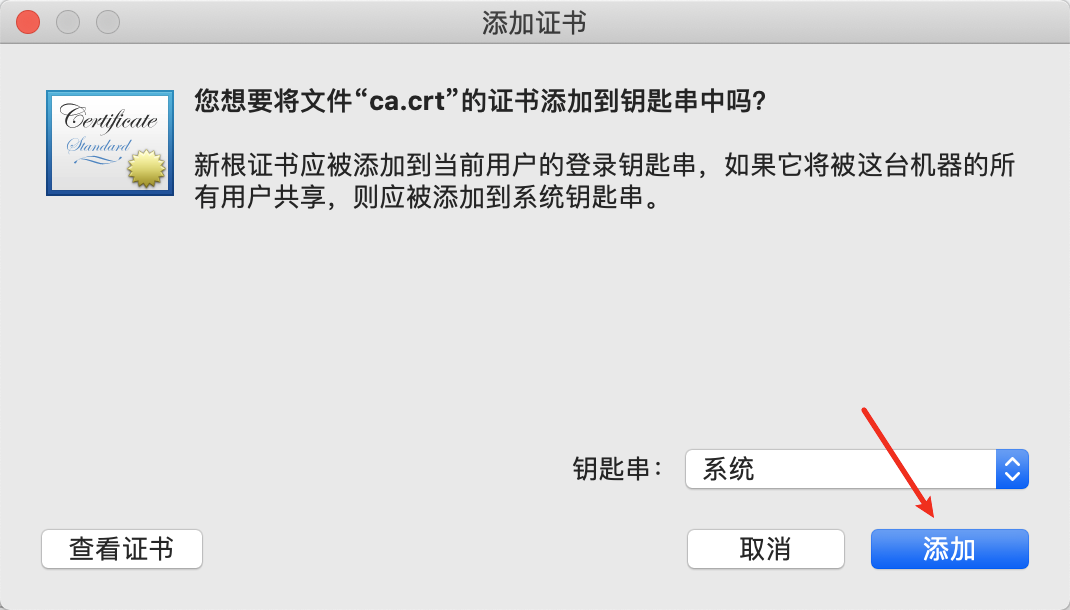 添加证书
Certificate
Standard
您想要将文件“ca.crt”的证书添加到钥匙串中吗？
新根证书应被添加到当前用户的登录钥匙串，如果它将被这台机器的所
有用户共享，则应被添加到系统钥匙串。
钥匙串：
系统
查看证书
取消
添加